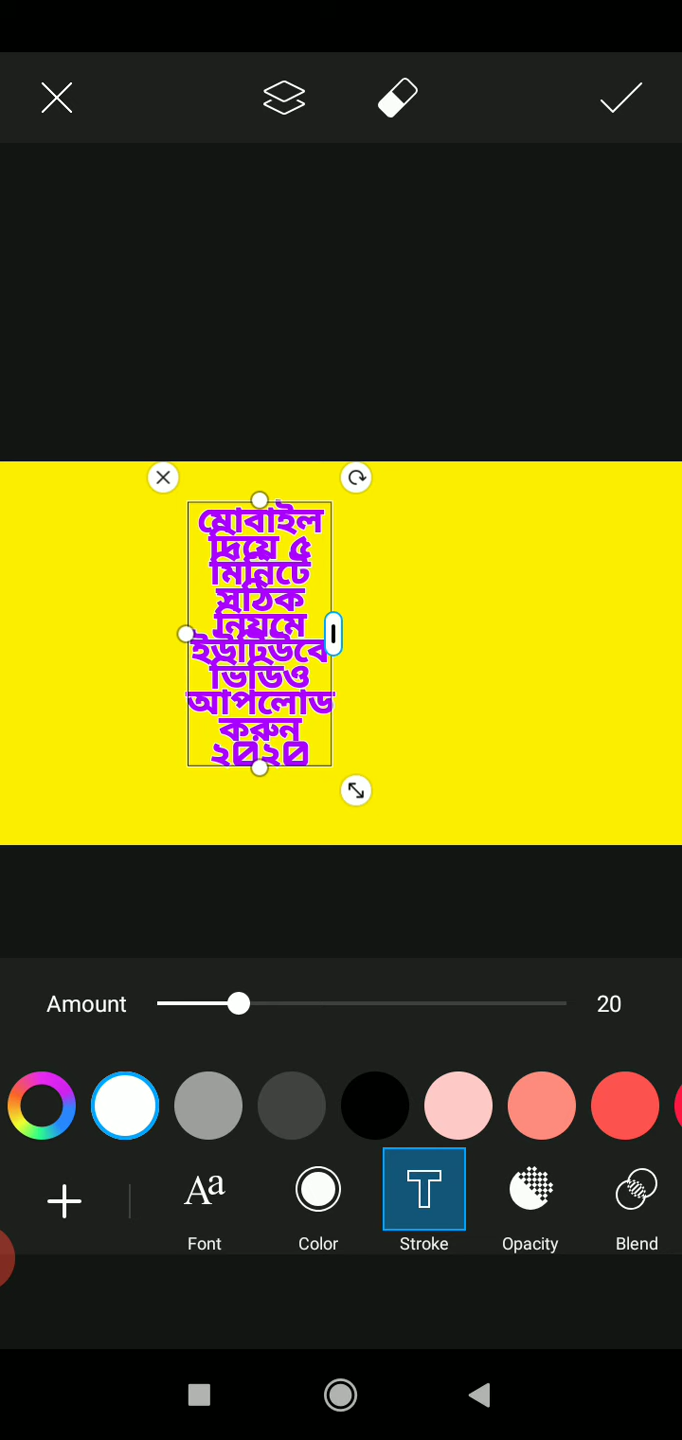 মোবাইল
দিয়ে ৫
মিনিটে
সঠিক
নিয়মে
ইউটিউবে
ভিডিও
আপলোড
করুন
২০২০
Amount
20
Font
Color
Stroke
Opacity
Blend